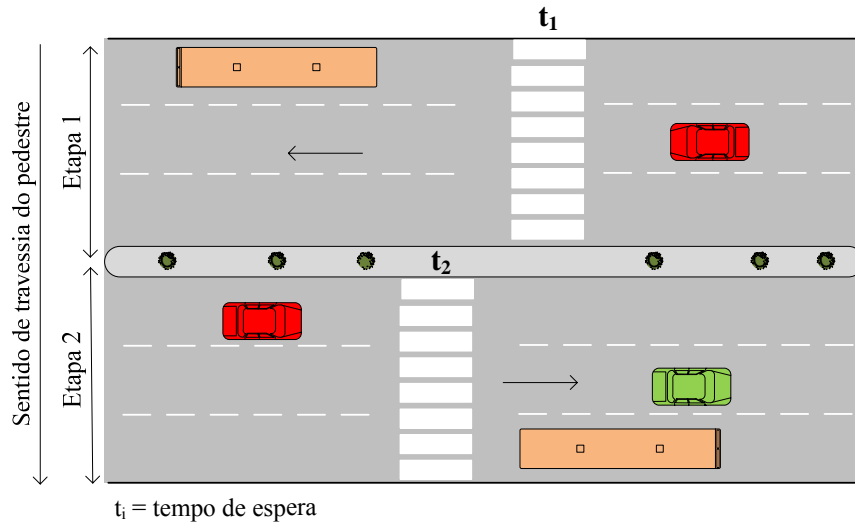 t₁
Sentido de travessia do pedestre
Etapa 1
t₂
Etapa 2
tᵢ = tempo de espera